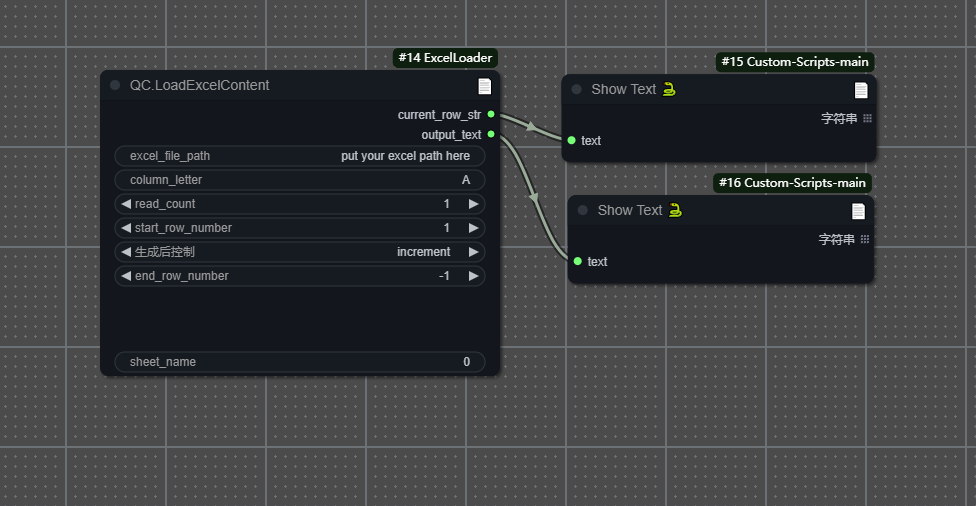 #14 ExcelLoader
QC.LoadExcelContent
current_row_str
output_text
excel_file_path put your excel path here
column_letter A
read_count 1
start_row_number 1
生成后控制 increment
end_row_number -1
sheet_name 0
#15 Custom-Scripts-main
Show Text
字符串
text
#16 Custom-Scripts-main
Show Text
字符串
text